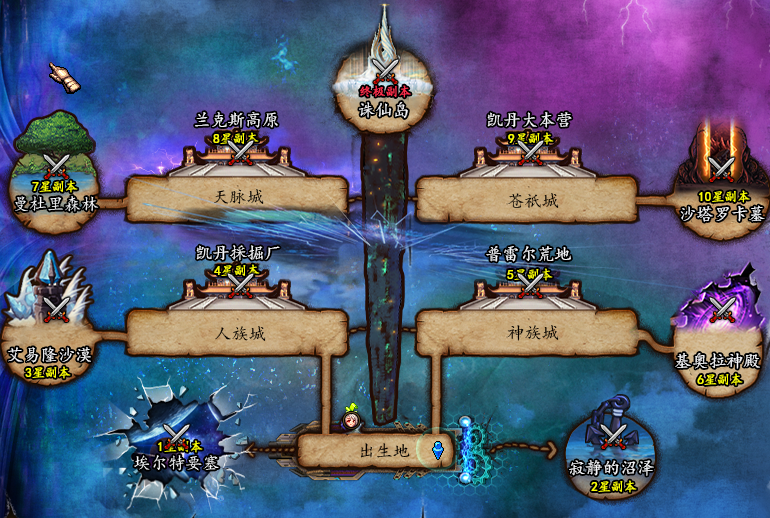 终极副本
诛仙岛
兰克斯高原
8星副本
天脉城
凯丹大本营
9星副本
苍祇城
7星副本
曼杜里森林
10星副本
沙塔罗卡墓
凯丹採掘厂
4星副本
人族城
普雷尔荒地
5星副本
神族城
艾易隆沙漠
3星副本
基奥拉神殿
6星副本
1星副本
埃尔特要塞
出生地
寂静的沼泽
2星副本